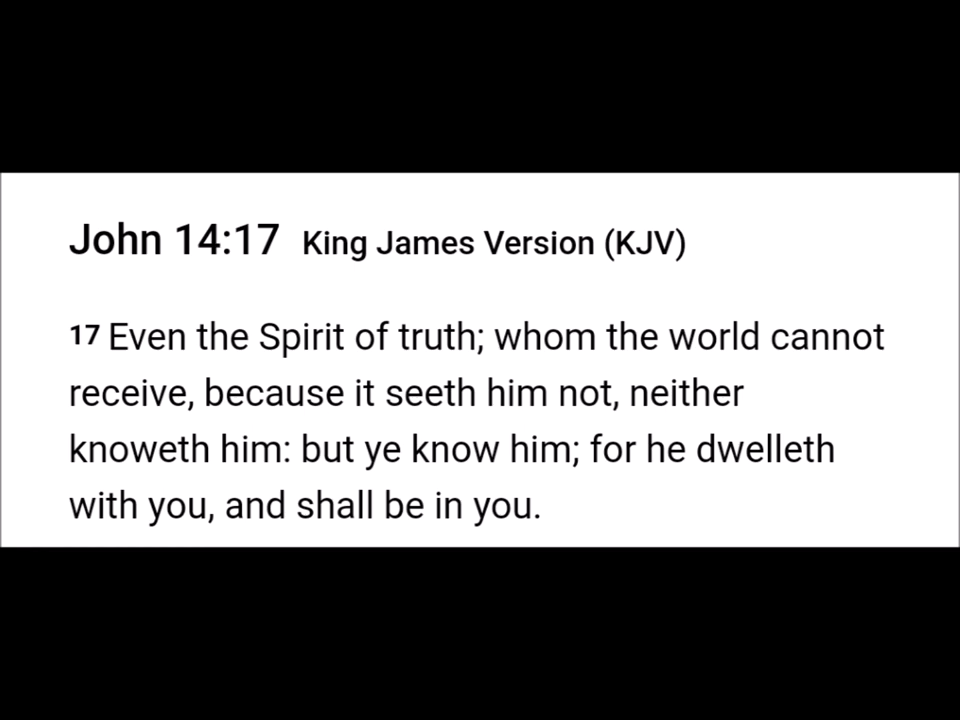 John 14:17 King James Version (KJV)
17 Even the Spirit of truth; whom the world cannot
receive, because it seeth him not, neither
knoweth him: but ye know him; for he dwelleth
with you, and shall be in you.